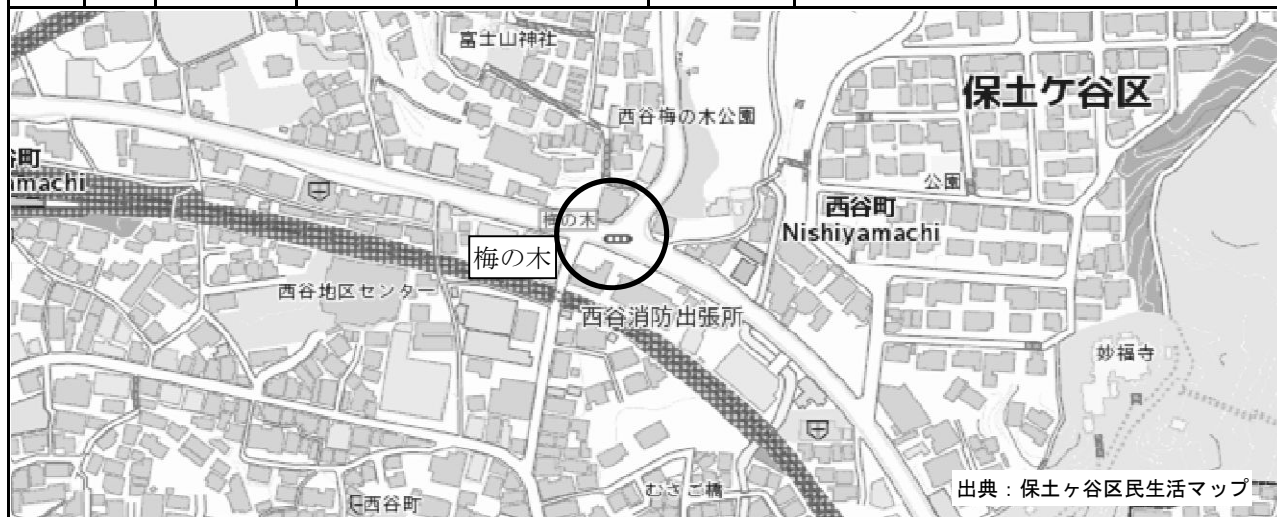 富士山神社
保土ケ谷区
西谷梅の木公園
谷町
amachi
公園
西谷町
Nishiyamachi
梅の木
梅の木
西谷地区センター
西谷消防出張所
妙福寺
むさご橋
西谷町
出典：保土ヶ谷区民生活マップ